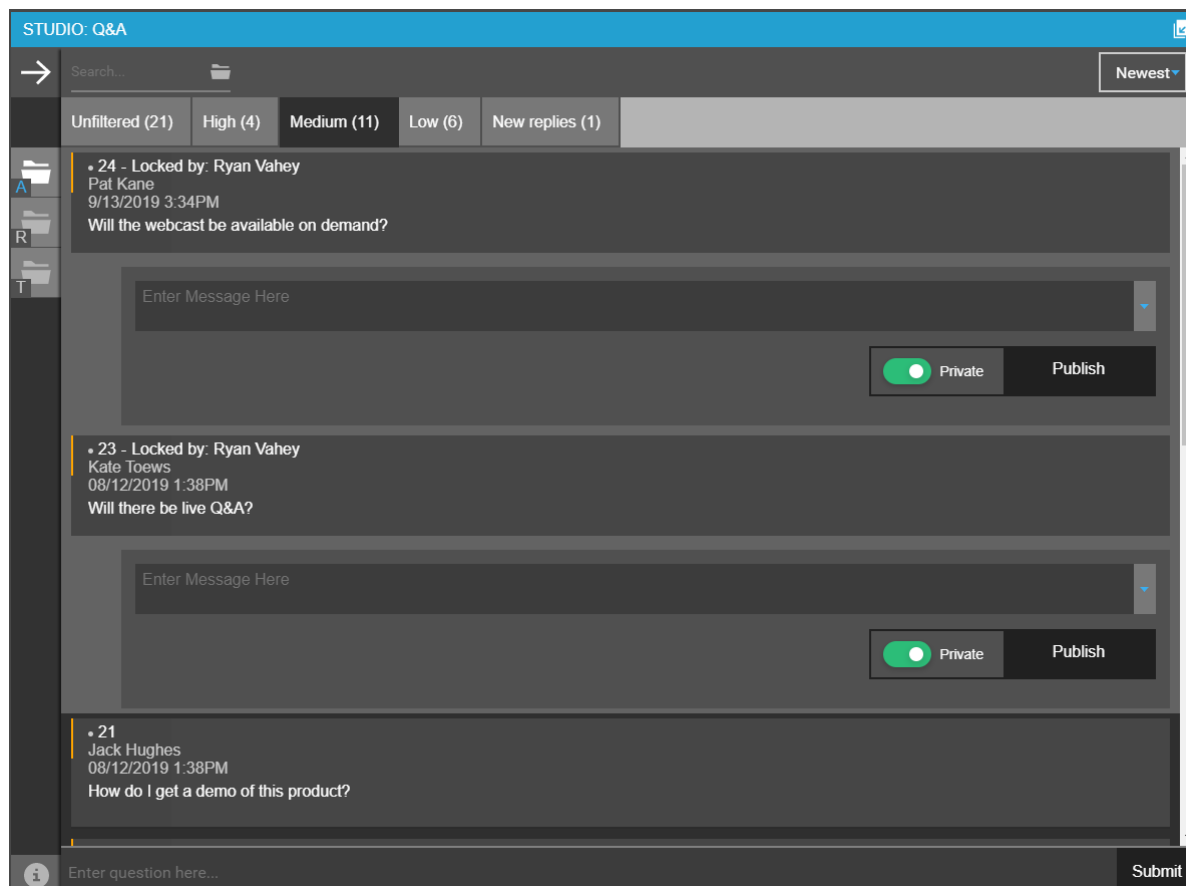 STUDIO: Q&A
Search...
Newest
Unfiltered (21) High (4) Medium (11) Low (6) New replies (1)
A
R
T
• 24 - Locked by: Ryan Vahey
Pat Kane
9/13/2019 3:34PM
Will the webcast be available on demand?
Enter Message Here
Private Publish
• 23 - Locked by: Ryan Vahey
Kate Toews
08/12/2019 1:38PM
Will there be live Q&A?
Enter Message Here
Private Publish
• 21
Jack Hughes
08/12/2019 1:38PM
How do I get a demo of this product?
Enter question here...
Submit